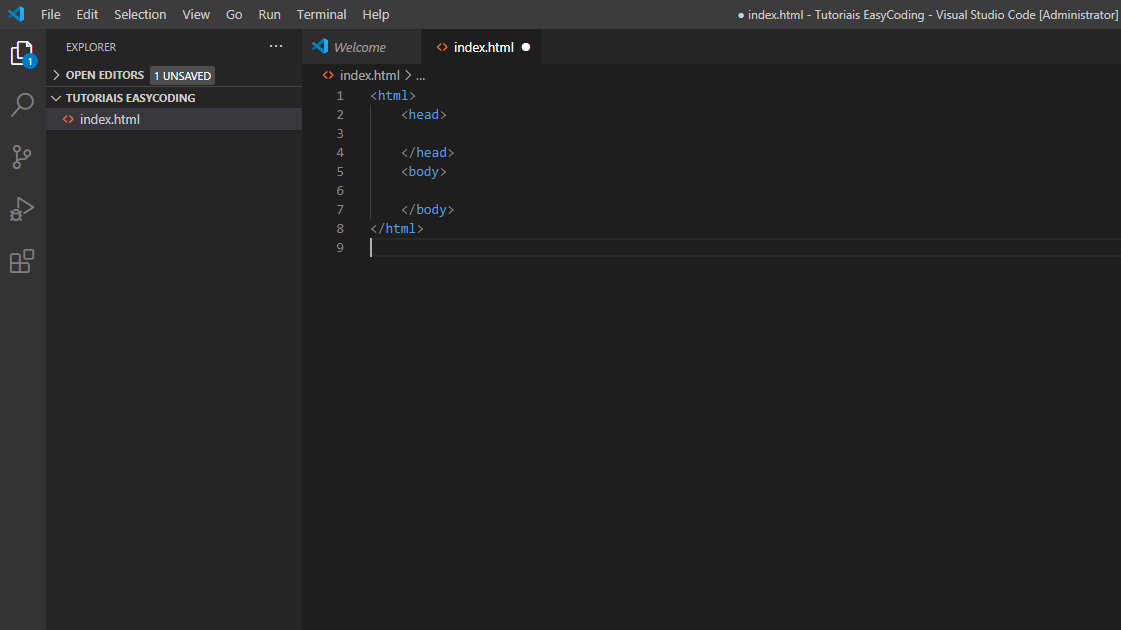 File Edit Selection View Go Run Terminal Help ● index.html - Tutoriais EasyCoding - Visual Studio Code [Administrator]
EXPLORER ···
Welcome index.html ●
1
> OPEN EDITORS 1 UNSAVED
TUTORIAIS EASYCODING
<> index.html
<> index.html > ...
1 <html>
2     <head>
3
4     </head>
5     <body>
6
7     </body>
8 </html>
9